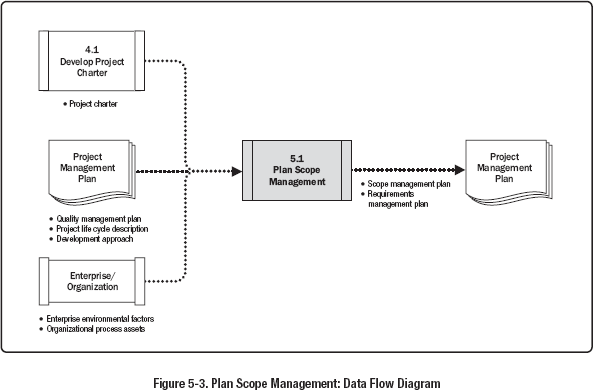 4.1
Develop Project
Charter
• Project charter
Project
Management
Plan
• Quality management plan
• Project life cycle description
• Development approach
Enterprise/
Organization
• Enterprise environmental factors
• Organizational process assets
5.1
Plan Scope
Management
• Scope management plan
• Requirements
management plan
Project
Management
Plan
Figure 5-3. Plan Scope Management: Data Flow Diagram